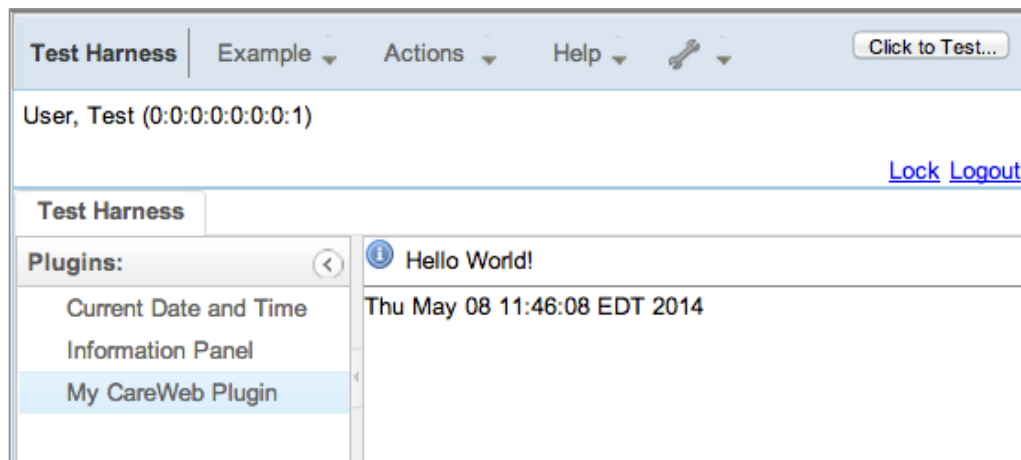 Test Harness Example Actions Help Click to Test...
User, Test (0:0:0:0:0:0:0:1)
Lock Logout
Test Harness
Plugins:
Current Date and Time
Information Panel
My CareWeb Plugin
Hello World!
Thu May 08 11:46:08 EDT 2014